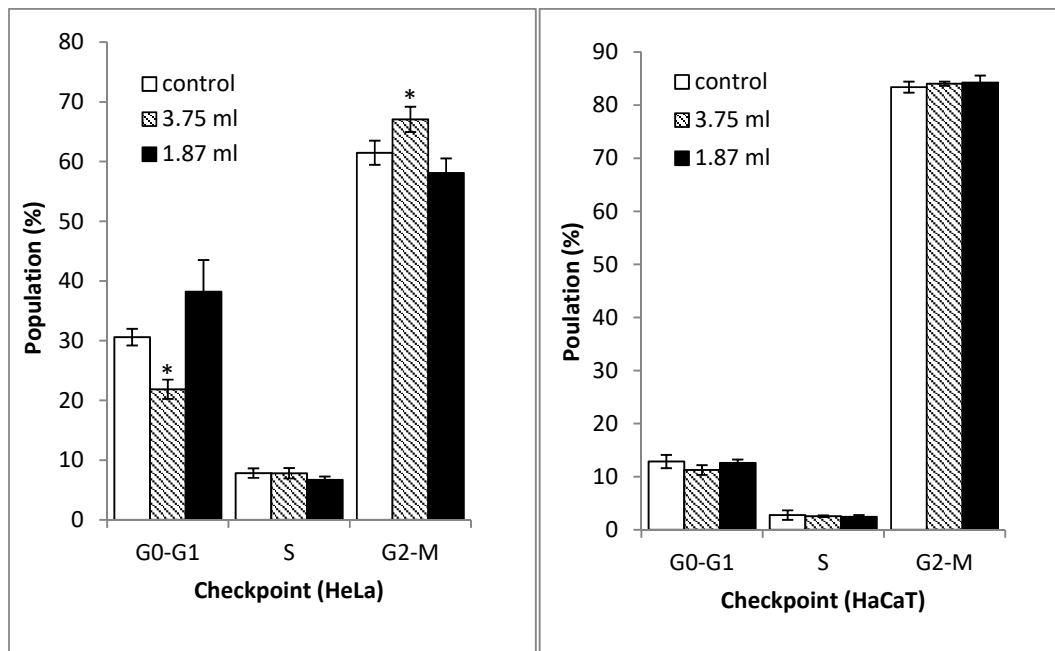 80
70
60
50
40
30
20
10
0
Population (%)
control
3.75 ml
1.87 ml
*
*
G0-G1 S G2-M
Checkpoint (HeLa)
90
80
70
60
50
40
30
20
10
0
Poulation (%)
control
3.75 ml
1.87 ml
G0-G1 S G2-M
Checkpoint (HaCaT)